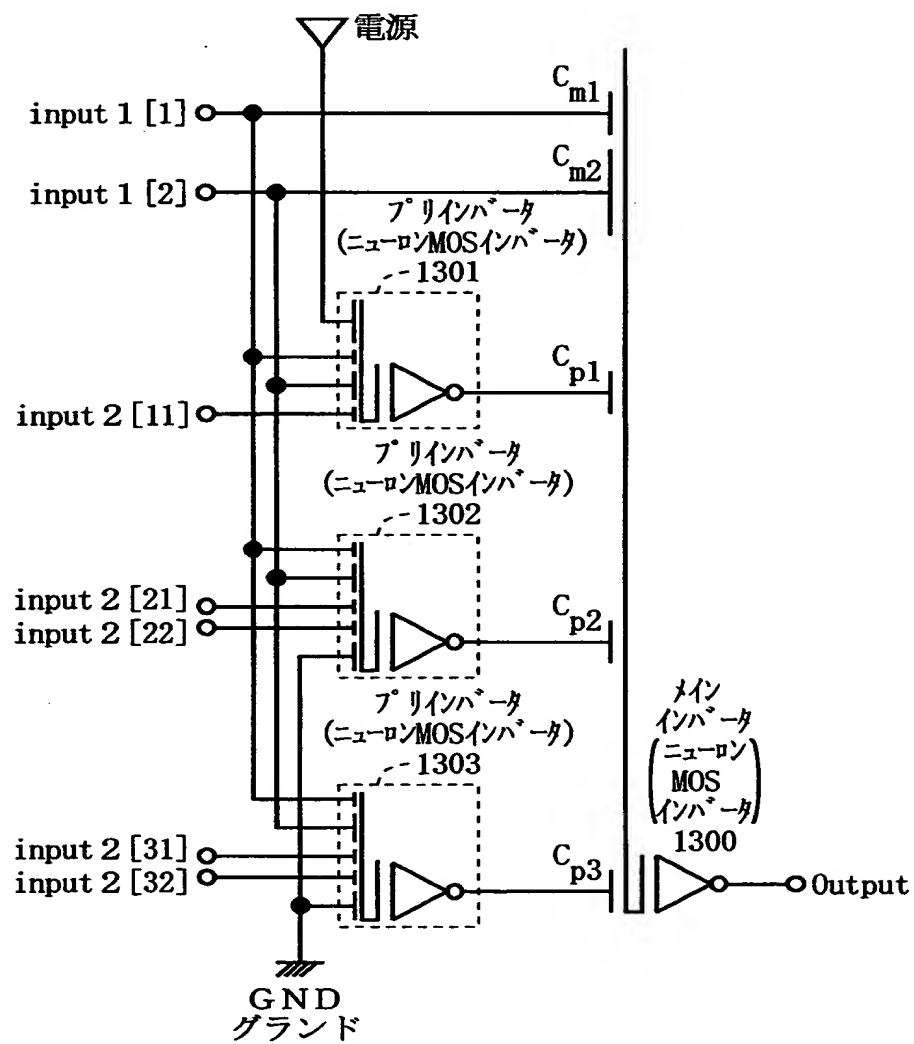 電源
C m1
input 1 [1]
C m2
input 1 [2]
プリインバータ
(ニューロンMOSインバータ)
1301
C p1
input 2 [11]
プリインバータ
(ニューロンMOSインバータ)
1302
input 2 [21]
C p2
input 2 [22]
プリインバータ
(ニューロンMOSインバータ)
1303
メイン
インバータ
(ニューロン
MOS
インバータ)
1300
input 2 [31]
C p3
input 2 [32]
Output
GND
グランド